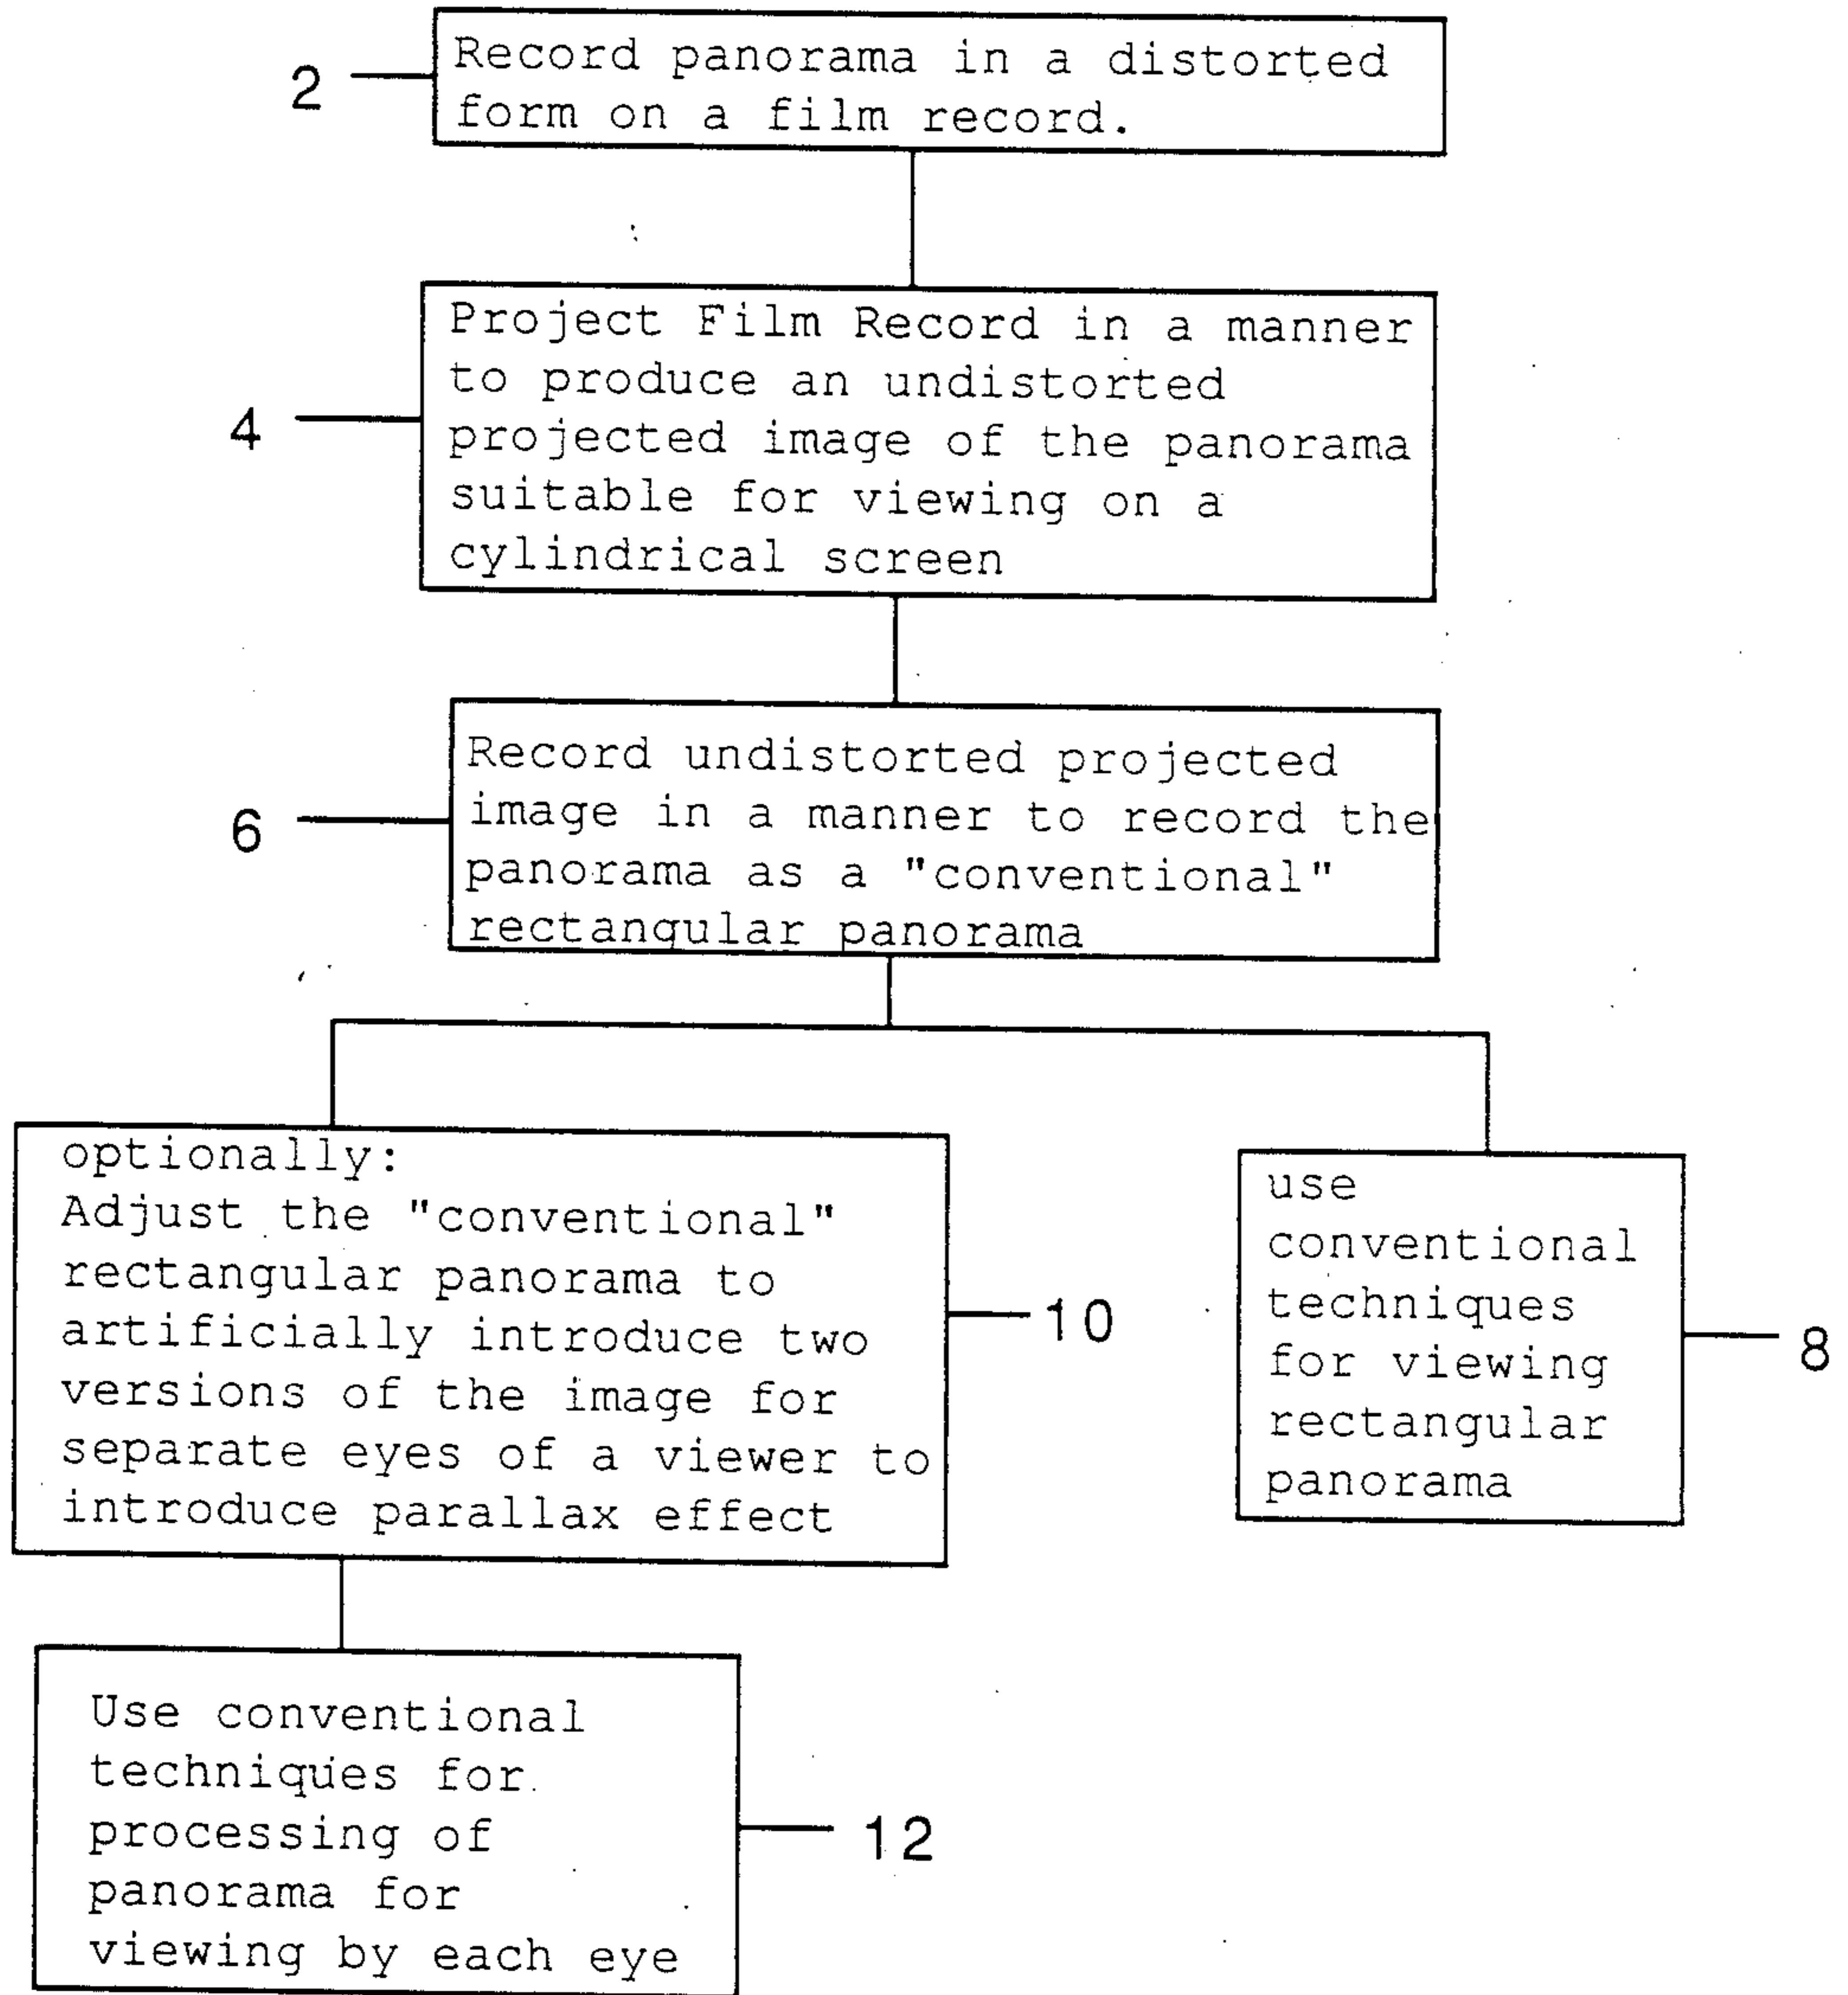 2
Record panorama in a distorted
form on a film record.
4
Project Film Record in a manner
to produce an undistorted
projected image of the panorama
suitable for viewing on a
cylindrical screen
6
Record undistorted projected
image in a manner to record the
panorama as a "conventional"
rectangular panorama
optionally:
Adjust the "conventional"
rectangular panorama to
artificially introduce two
versions of the image for
separate eyes of a viewer to
introduce parallax effect
10
use
conventional
techniques
for viewing
rectangular
panorama
8
Use conventional
techniques for
processing of
panorama for
viewing by each eye
12